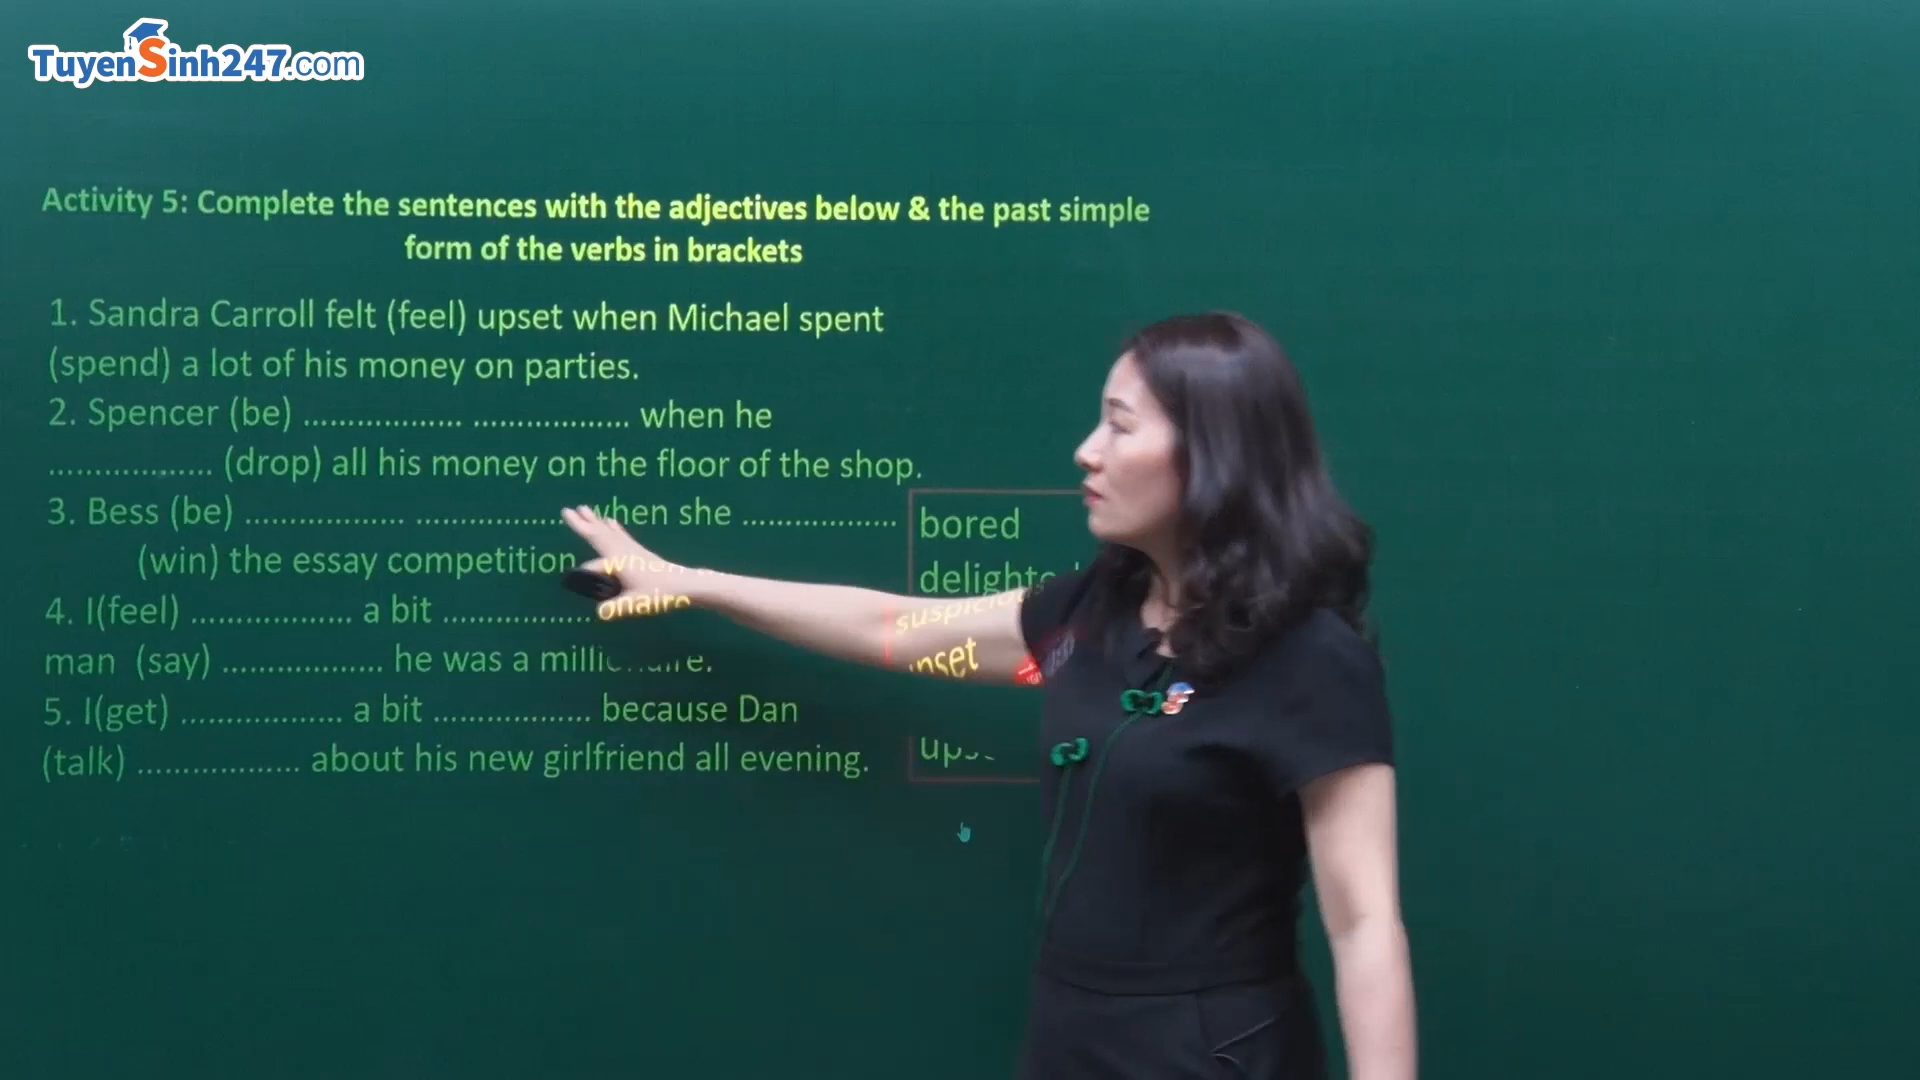 TuyenSinh247.com
Activity 5: Complete the sentences with the adjectives below & the past simple
form of the verbs in brackets
1. Sandra Carroll felt (feel) upset when Michael spent
(spend) a lot of his money on parties.
2. Spencer (be) .................. .................. when he
.................. (drop) all his money on the floor of the shop.
3. Bess (be) .................. .................. when she ..................
(win) the essay competition
4. I(feel) .................. a bit ..................
man (say) .................. he was a
5. I(get) .................. a bit .................. because Dan
(talk) .................. about his new girlfriend all evening.
bored
suspicious